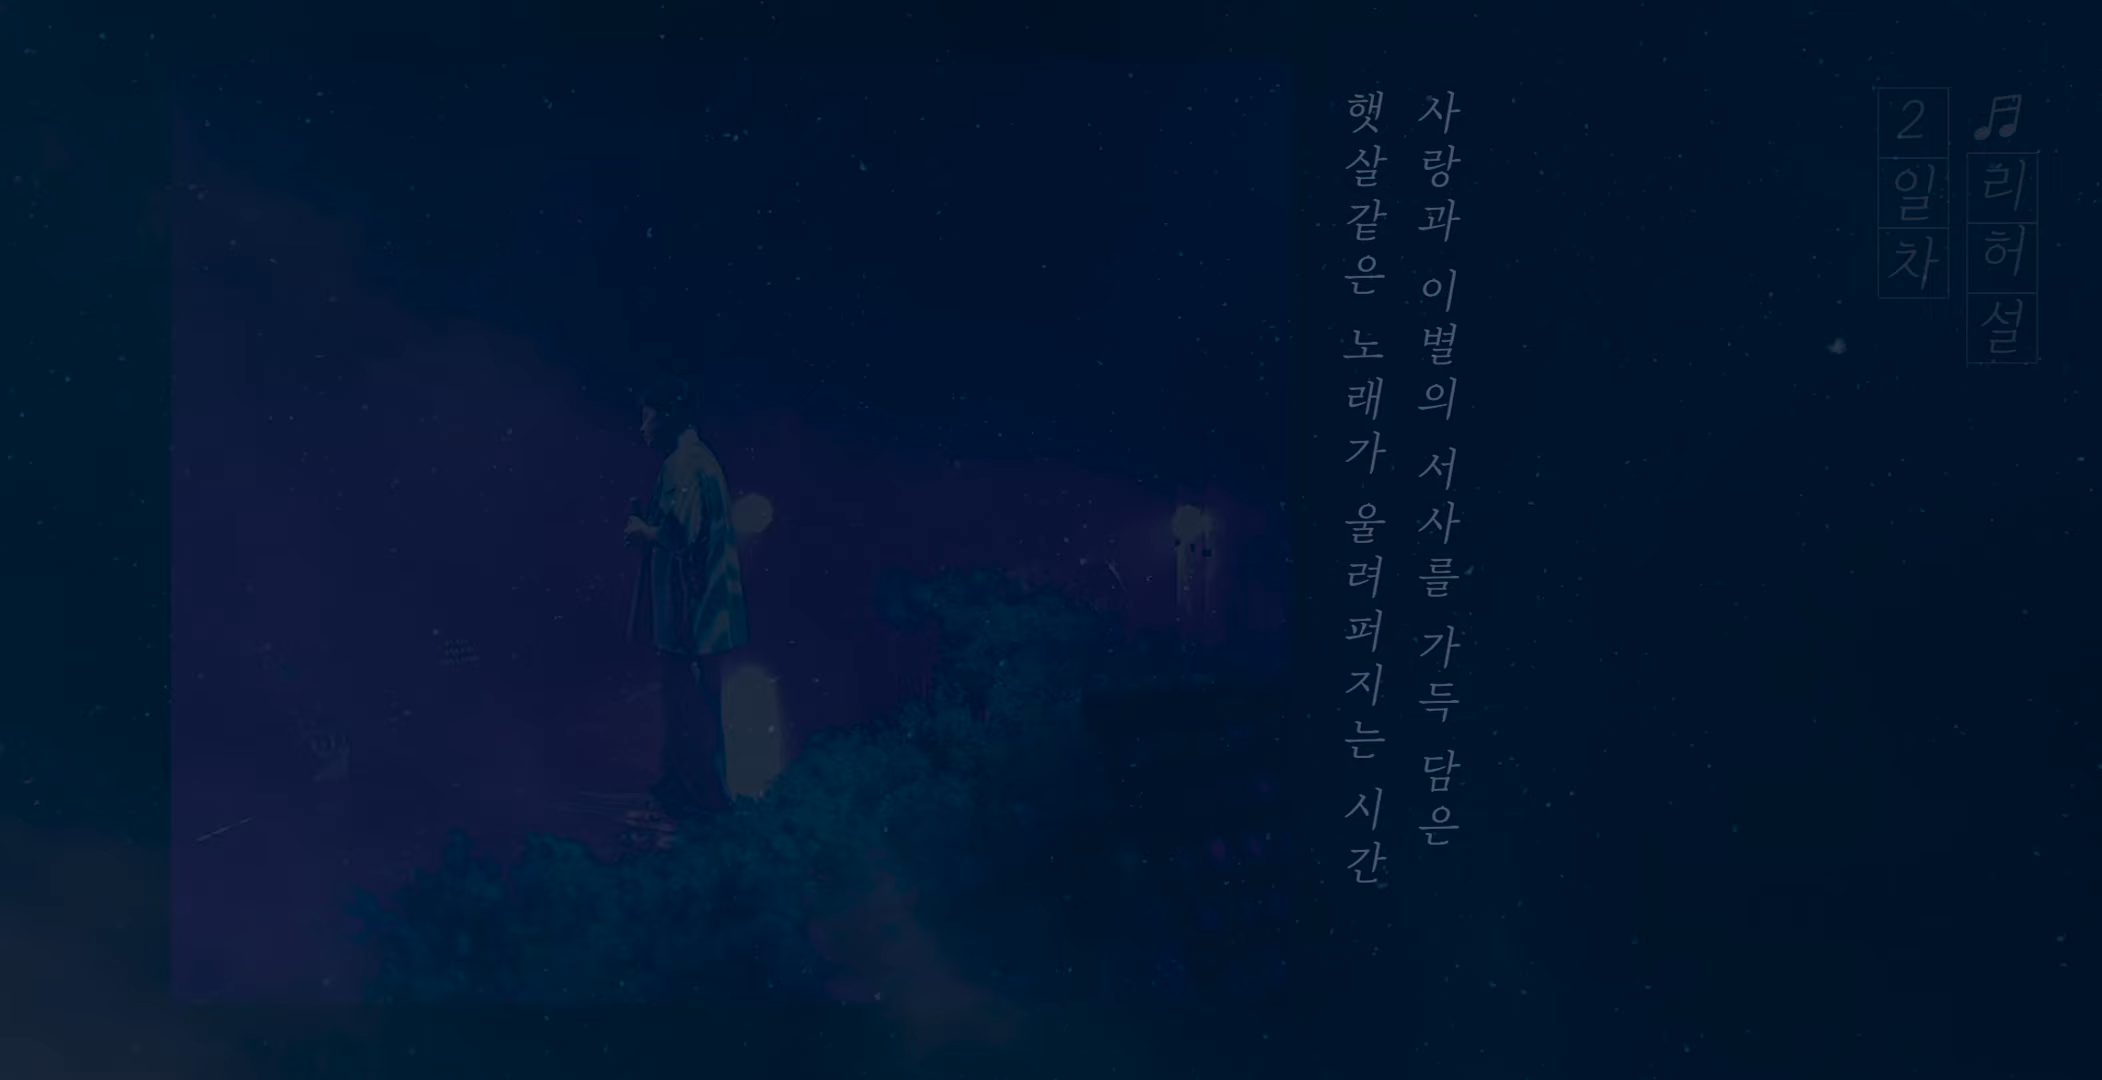 ♬리허설
2일차
사랑과 이별의 서사를 가득 담은
햇살같은 노래가 울려퍼지는 시간